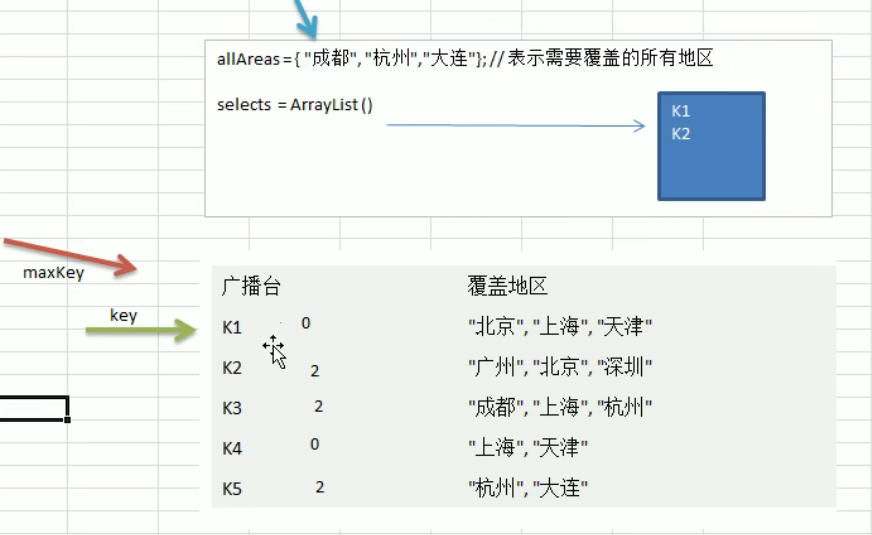 allAreas={ "成都", "杭州","大连"}; // 表示需要覆盖的所有地区
selects = ArrayList ()
K1
K2
maxKey
key
广播台 覆盖地区
K1 0 "北京", "上海", "天津"
K2 2 "广州", "北京", "深圳"
K3 2 "成都", "上海", "杭州"
K4 0 "上海", "天津"
K5 2 "杭州", "大连"